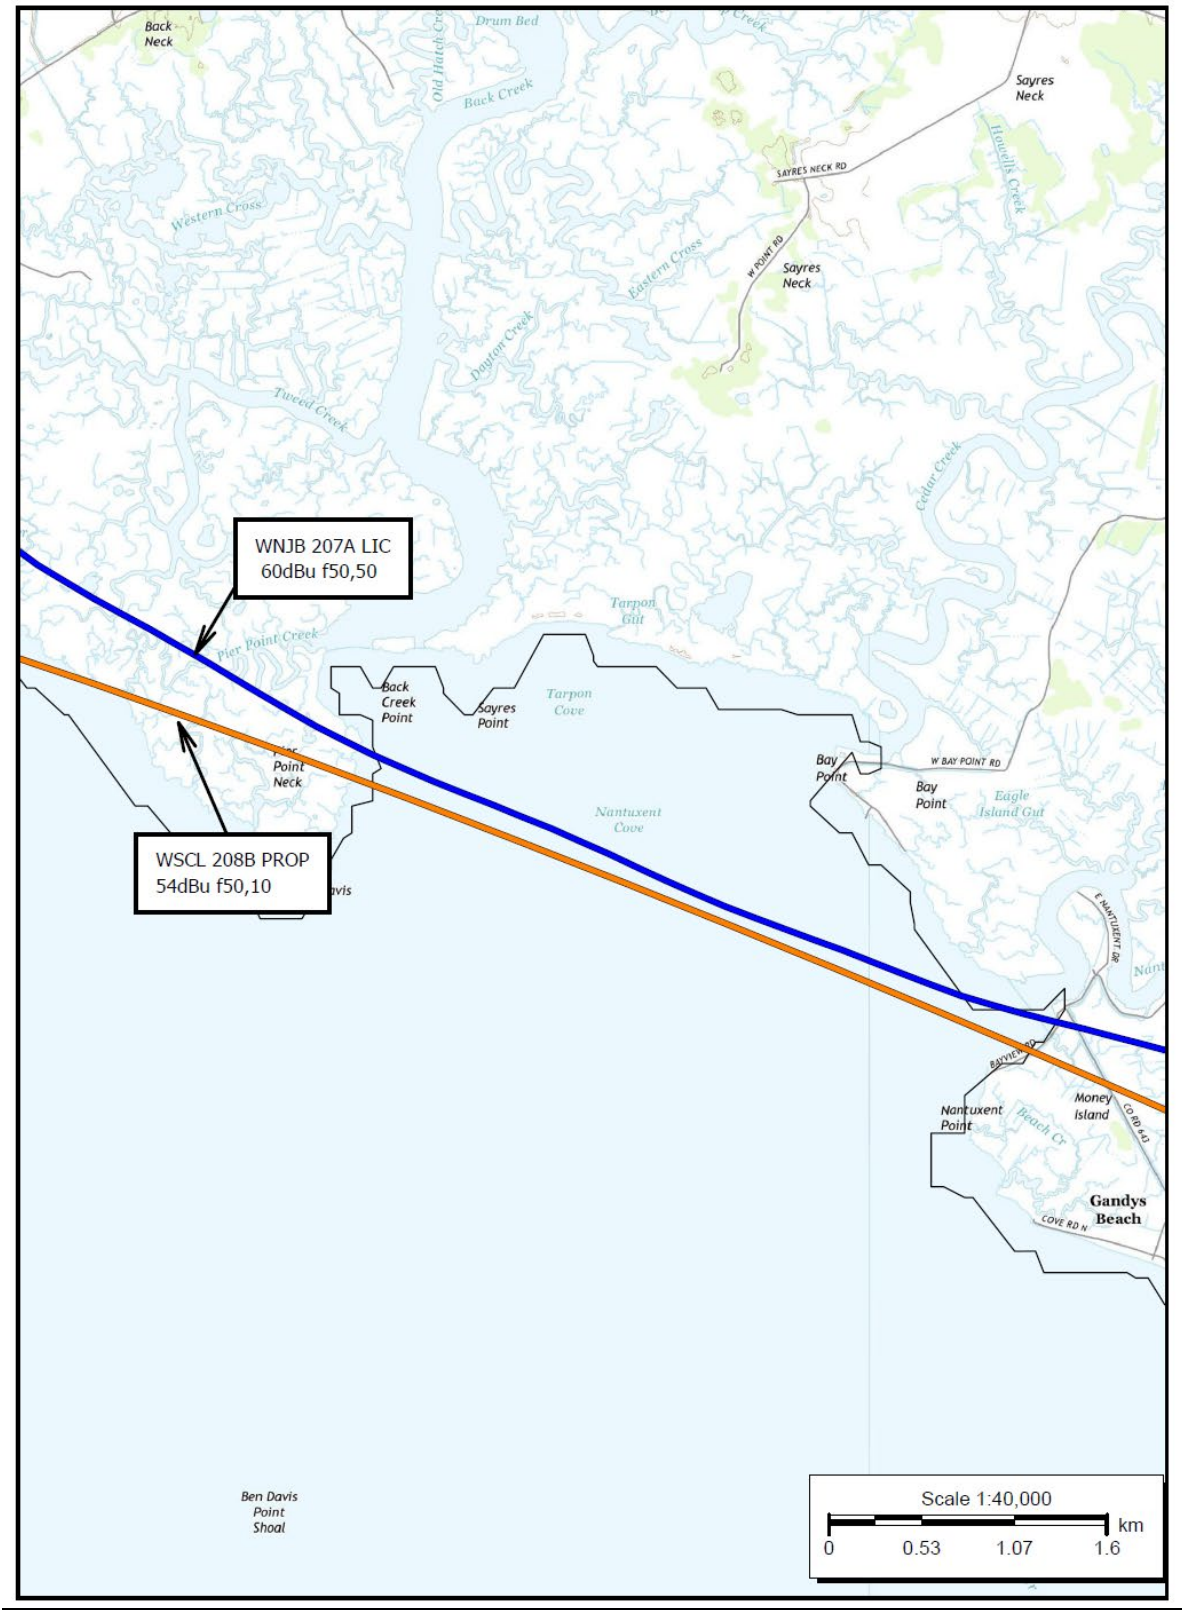 Back
Neck
Drum Bed
Creek
Old Hatch Cr
Back Creek
Sayres
Neck
Howells Creek
SAYRES NECK RD
Western Cross
W POINT RD
Sayres
Neck
Eastern Cross
Dayton Creek
Tweed Creek
Cedar Creek
WNJB 207A LIC
60dBu f50,50
Tarpon
Gut
Pier Point Creek
Back
Creek
Point
Sayres
Point
Tarpon
Cove
Point
Neck
Bay
Point
W BAY POINT RD
Bay
Point
Eagle
Island Gut
Nantuxent
Cove
WSCL 208B PROP
54dBu f50,10
avis
E NANTUXENT DR
Nant
BAYVIEW RD
Nantuxent
Point
Beach Cr
Money
Island
CO RD 643
Gandys
Beach
COVE RD N
Ben Davis
Point
Shoal
Scale 1:40,000
km
0 0.53 1.07 1.6